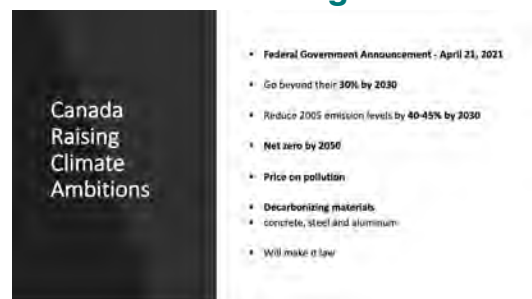 Canada
Raising
Climate
Ambitions
• Federal Government Announcement - April 21, 2021
• Go beyond their 30% by 2030
• Reduce 2005 emission levels by 40-45% by 2030
• Net zero by 2050
• Price on pollution
• Decarbonizing materials
• concrete, steel and aluminum
• Will make it law